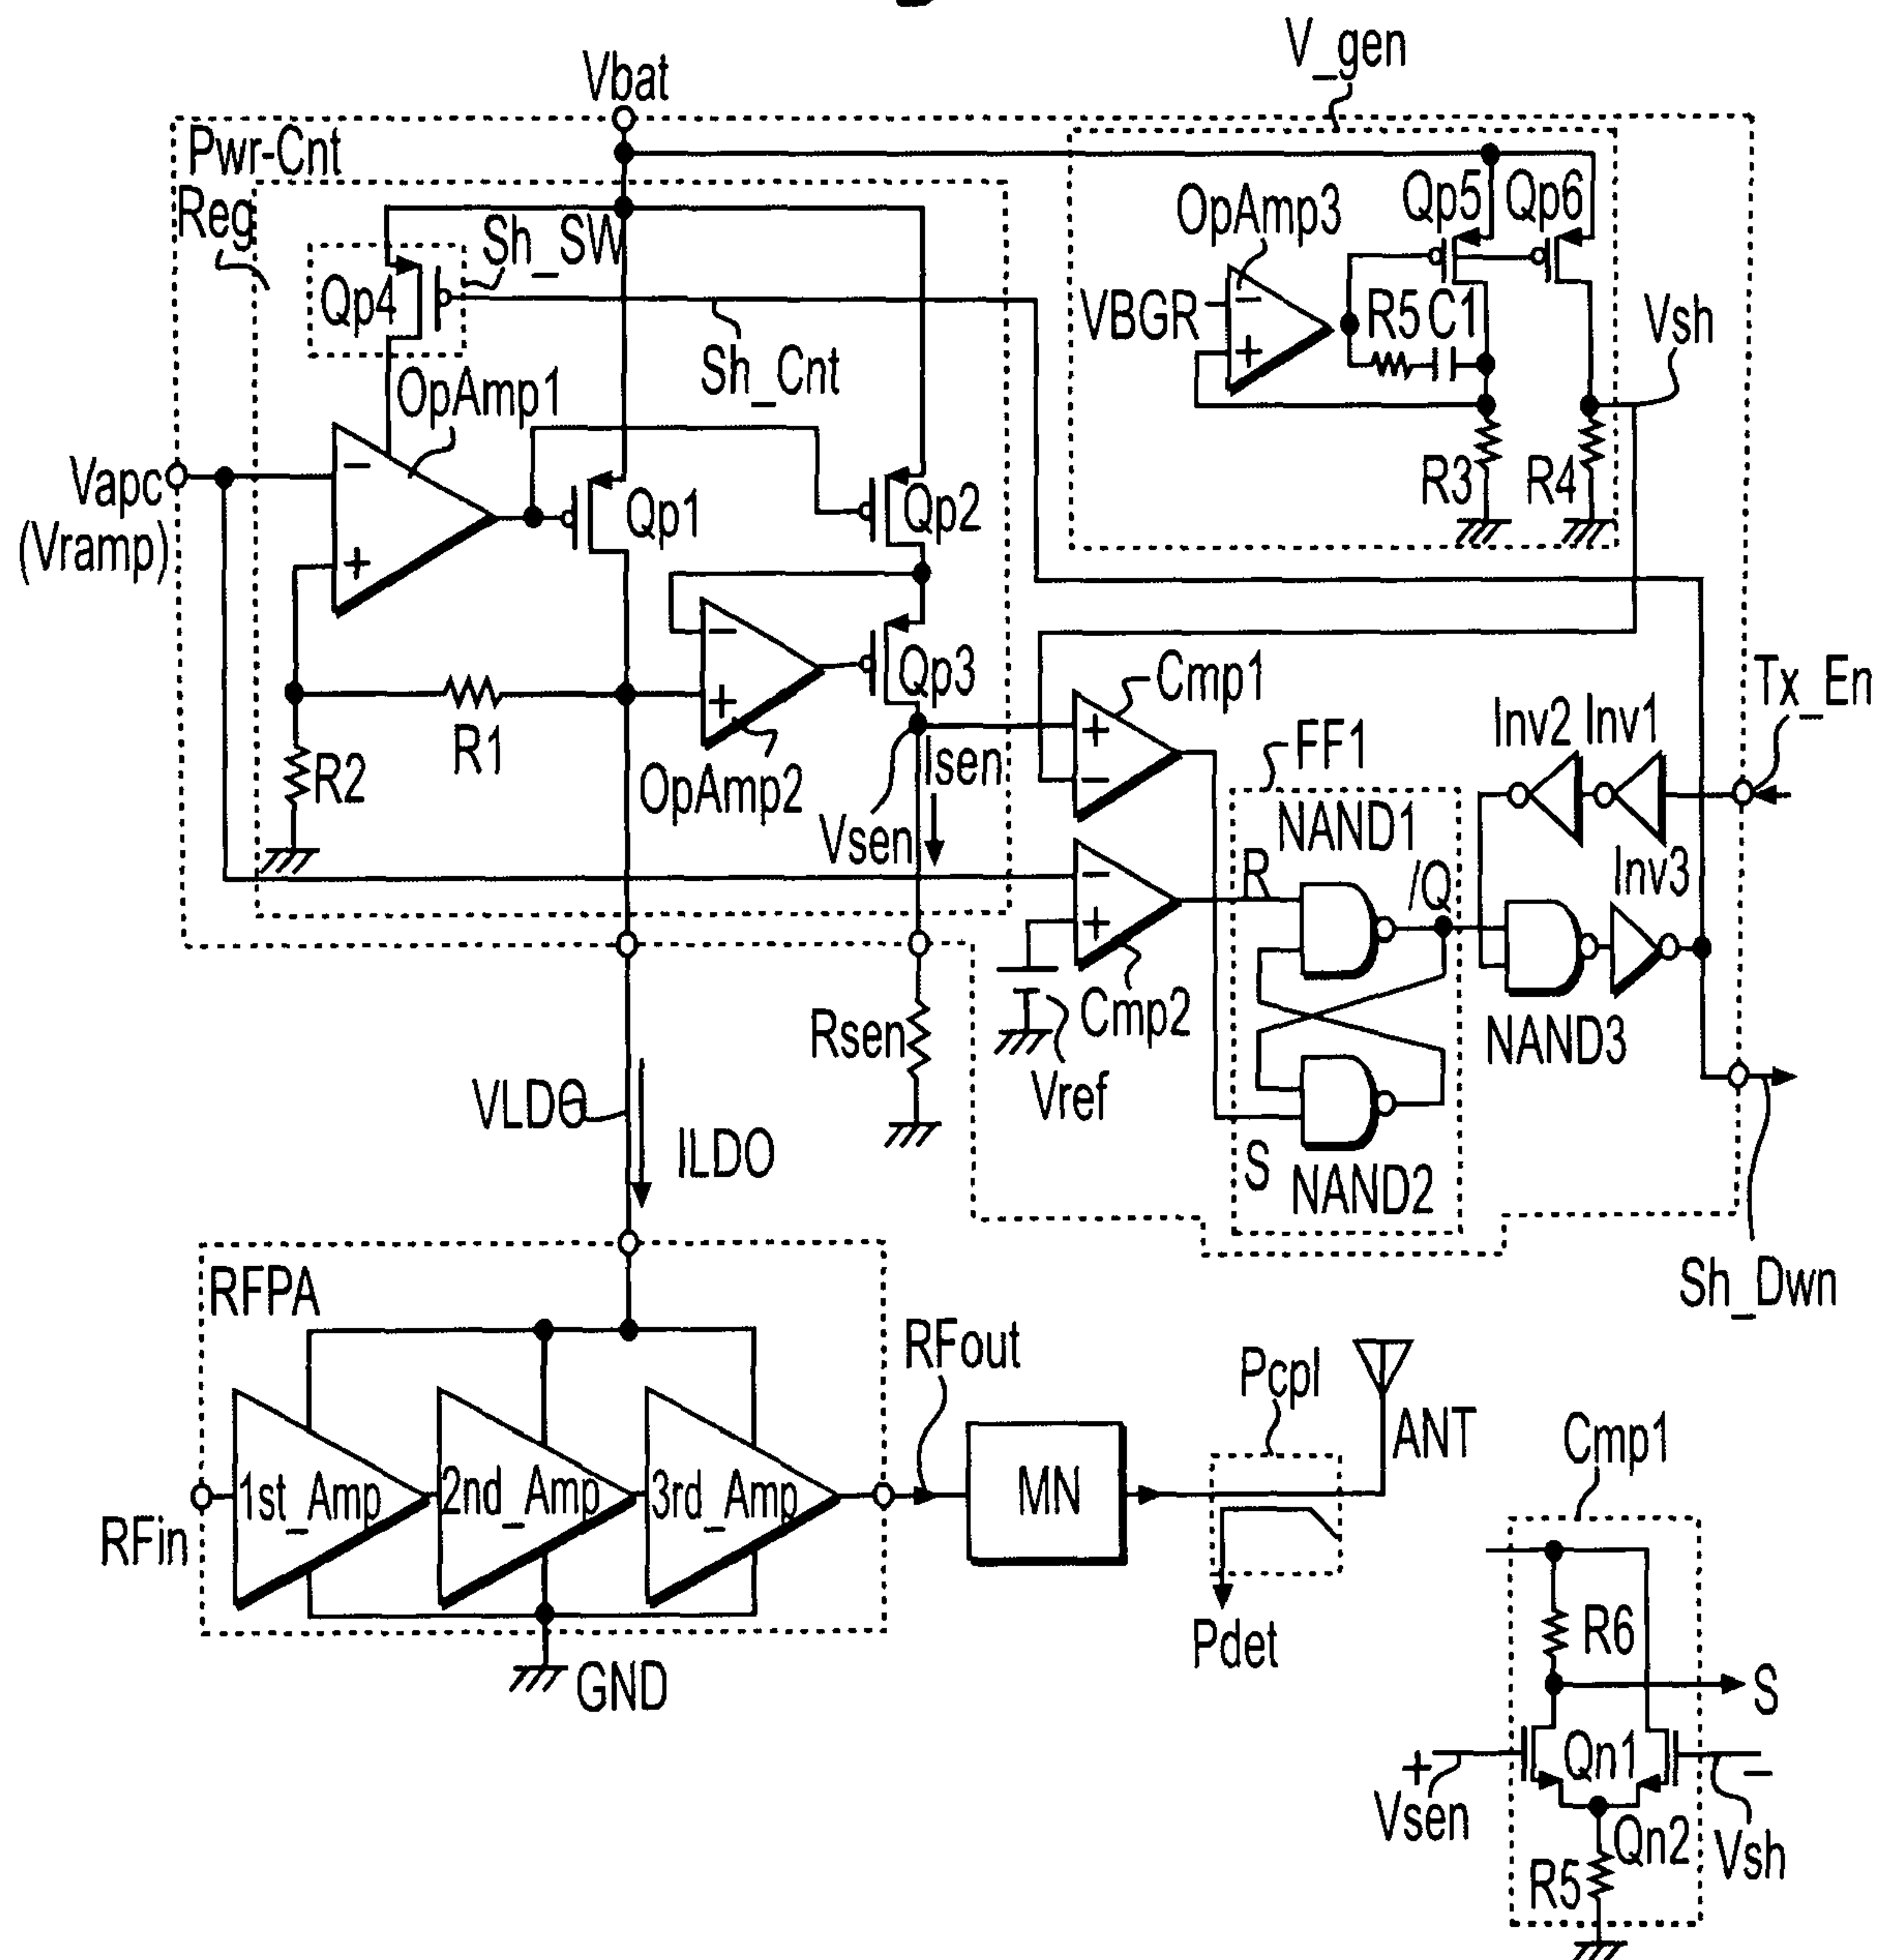 V_gen
Vbat
Pwr-Cnt
Reg
Sh_SW
Qp4
Sh_Cnt
OpAmp1
OpAmp3
Qp5 Qp6
VBGR
-
+
R5 C1
Vsh
R3
R4
Vapc
(Vramp)
-
+
Qp1
Qp2
-
+
Qp3
R1
R2
OpAmp2
Vsen
Isen
Cmp1
+
-
FF1
Inv2 Inv1
Tx_En
NAND1
R
/Q
Inv3
-
+
Cmp2
Vref
NAND3
S
NAND2
Rsen
VLDO
ILDO
Sh_Dwn
RFPA
RFout
Pcpl
ANT
1st_Amp
2nd_Amp
3rd_Amp
MN
RFin
Pdet
GND
Cmp1
R6
S
Qn1
+
Vsen
-
Vsh
Qn2
R5